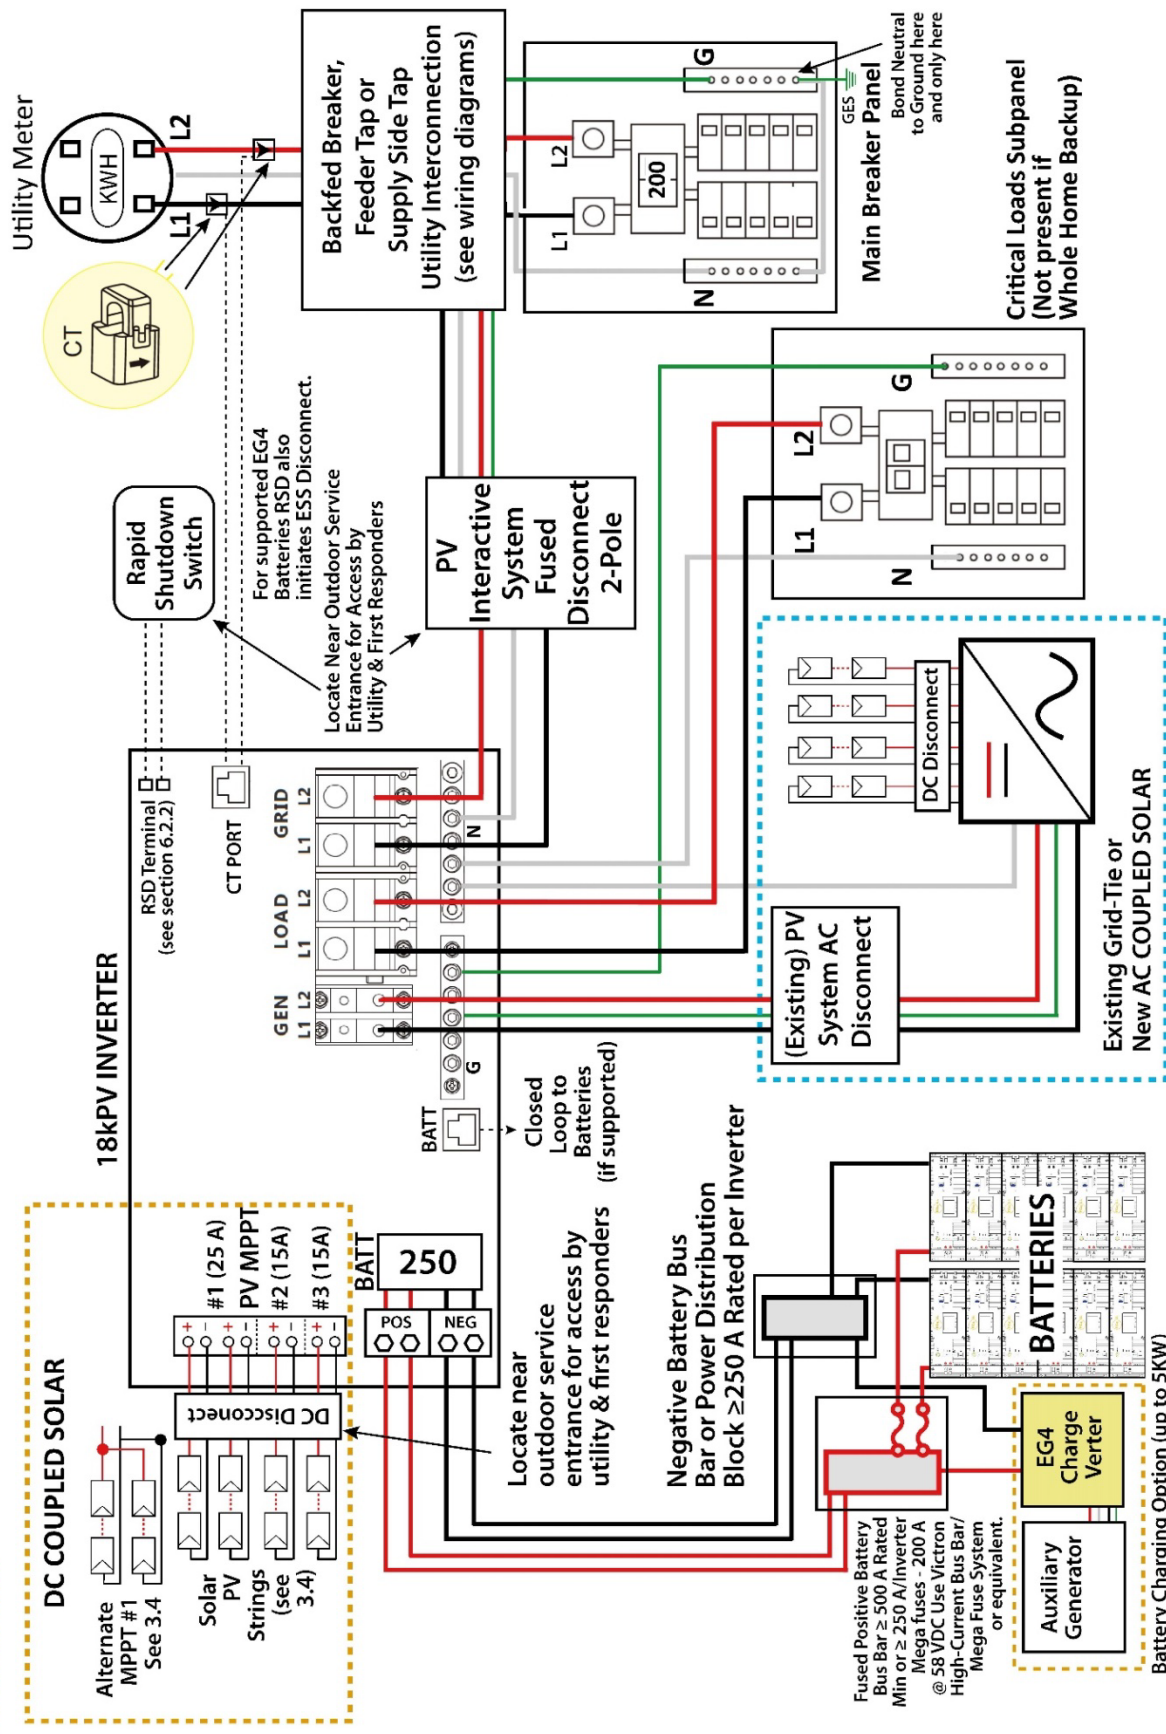 DC COUPLED SOLAR
Alternate
MPPT #1
See 3.4
Solar
PV
Strings
(see
3.4)
DC Disccnect
+
–
+
–
+
–
+
–
#1 (25 A)
PV MPPT
#2 (15A)
#3 (15A)
18kPV INVERTER
RSD Terminal
(see section 6.2.2)
CT PORT
GEN
L1
L2
LOAD
L1
L2
GRID
L1
L2
G
N
BATT
250
POS
NEG
BATT
Closed
Loop to
Batteries
(if supported)
Locate near
outdoor service
entrance for access by
utility & first responders
Rapid
Shutdown
Switch
For supported EG4
Batteries RSD also
initiates ESS Disconnect.
Locate Near Outdoor Service
Entrance for Access by
Utility & First Responders
CT
Utility Meter
KWH
L1
L2
Backfed Breaker,
Feeder Tap or
Supply Side Tap
Utility Interconnection
(see wiring diagrams)
PV
Interactive
System
Fused
Disconnect
2-Pole
L1
L2
200
N
G
GES
Bond Neutral
to Ground here
and only here
Main Breaker Panel
Critical Loads Subpanel
(Not present if
Whole Home Backup)
L1
L2
N
G
(Existing) PV
System AC
Disconnect
DC Disconnect
Existing Grid-Tie or
New AC COUPLED SOLAR
Negative Battery Bus
Bar or Power Distribution
Block ≥250 A Rated per Inverter
Fused Positive Battery
Bus Bar ≥ 500 A Rated
Min or ≥ 250 A/Inverter
Mega fuses - 200 A
@ 58 VDC Use Victron
High-Current Bus Bar/
Mega Fuse System
or equivalent.
BATTERIES
EG4
Charge
Verter
Auxiliary
Generator
Battery Charging Option (up to 5KW)